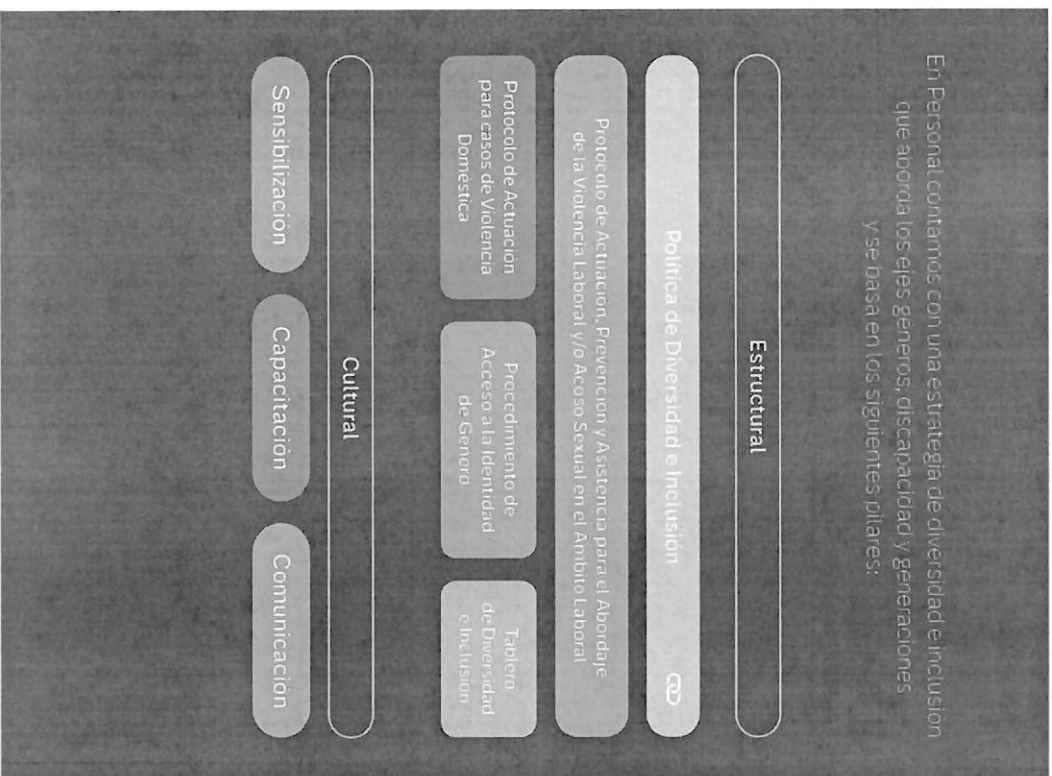 En Personal contamos con una estrategia de diversidad e inclusión
que aborda los ejes géneros, discapacidad y generaciones
y se basa en los siguientes pilares:
Estructural
Política de Diversidad e Inclusión
Protocolo de Actuación, Prevención y Asistencia para el Abordaje
de la Violencia Laboral y/o Acoso Sexual en el Ambito Laboral
Protocolo de Actuación
para casos de Violencia
Doméstica
Procedimiento de
Acceso a la Identidad
de Genero
Tablero
de Diversidad
e Inclusión
Cultural
Sensibilización
Capacitación
Comunicación